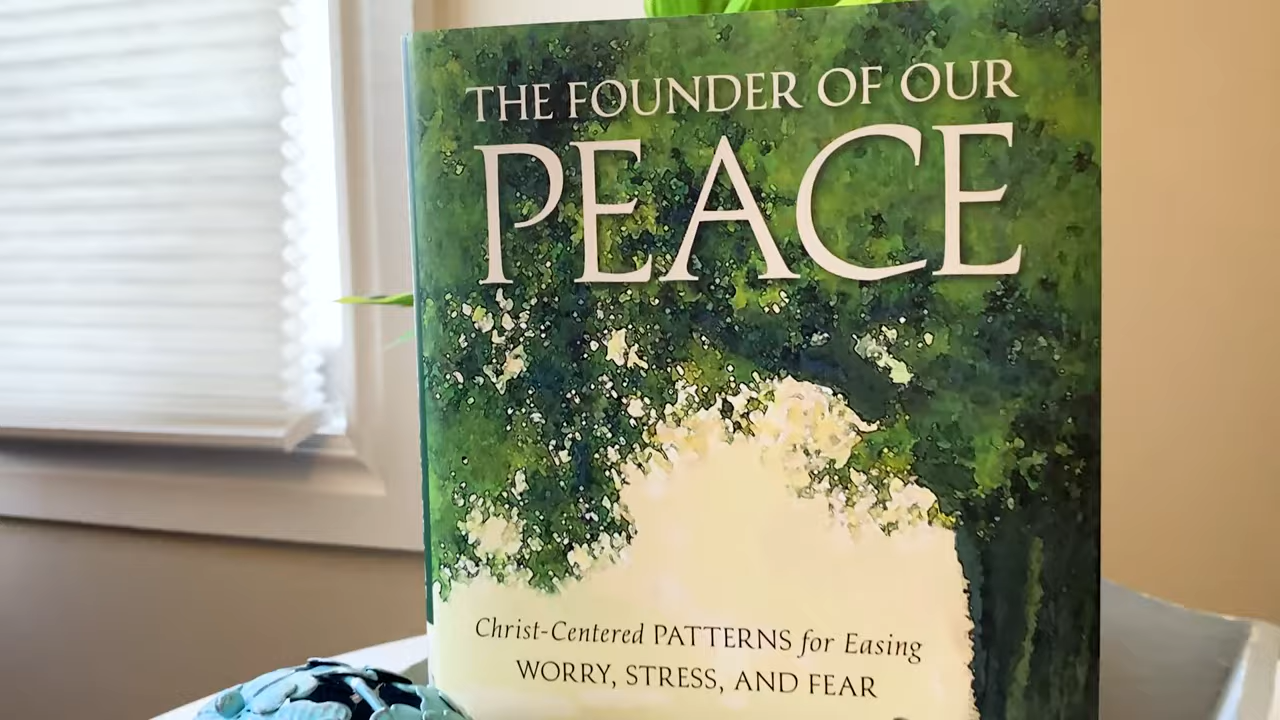 THE FOUNDER OF OUR
PEACE
Christ-Centered PATTERNS for Easing
WORRY, STRESS, AND FEAR